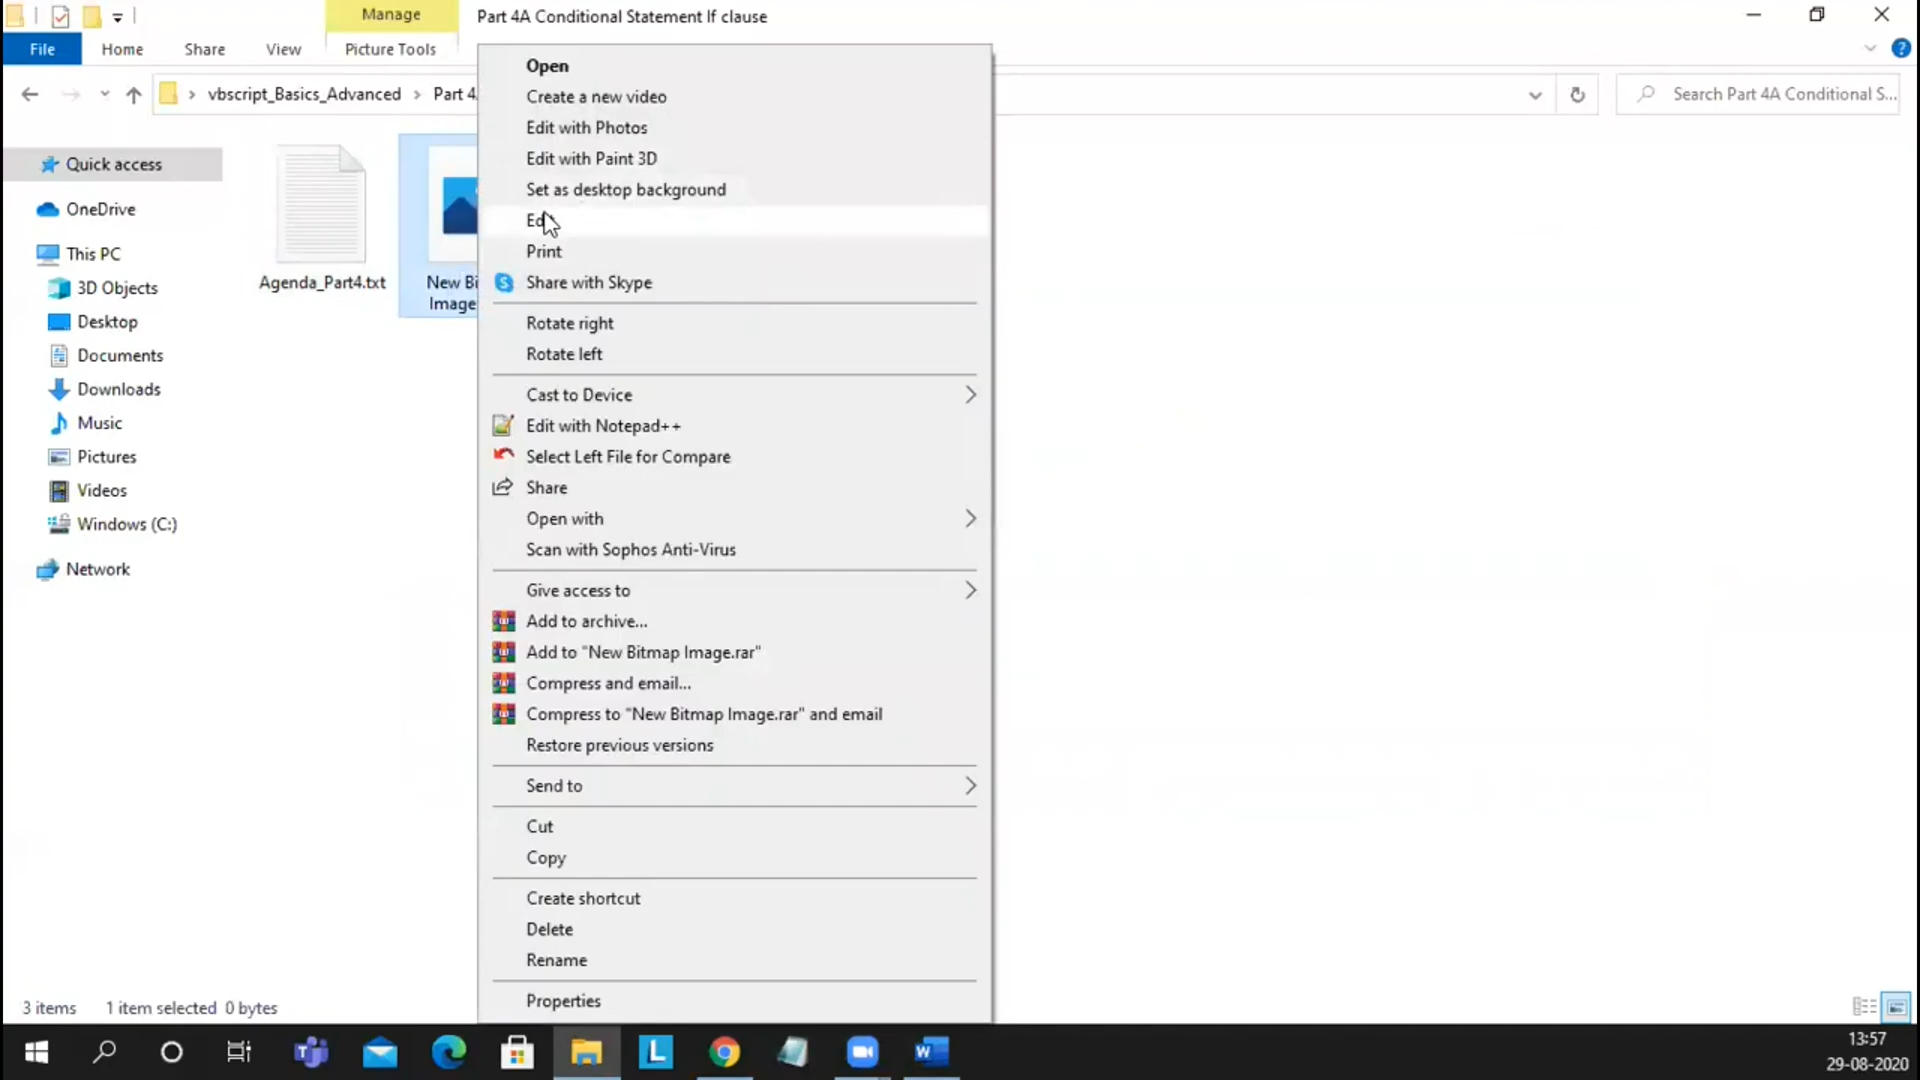 Manage
Part 4A Conditional Statement If clause
File
Home
Share
View
Picture Tools
vbscript_Basics_Advanced
Part 4
Search Part 4A Conditional S...
Quick access
OneDrive
This PC
3D Objects
Desktop
Documents
Downloads
Music
Pictures
Videos
Windows (C:)
Network
Agenda_Part4.txt
New Bi
Image
Open
Create a new video
Edit with Photos
Edit with Paint 3D
Set as desktop background
Print
Share with Skype
Rotate right
Rotate left
Cast to Device
Edit with Notepad++
Select Left File for Compare
Share
Open with
Scan with Sophos Anti-Virus
Give access to
Add to archive...
Add to "New Bitmap Image.rar"
Compress and email...
Compress to "New Bitmap Image.rar" and email
Restore previous versions
Send to
Cut
Copy
Create shortcut
Delete
Rename
Properties
3 items
1 item selected 0 bytes
13:57
29-08-2020